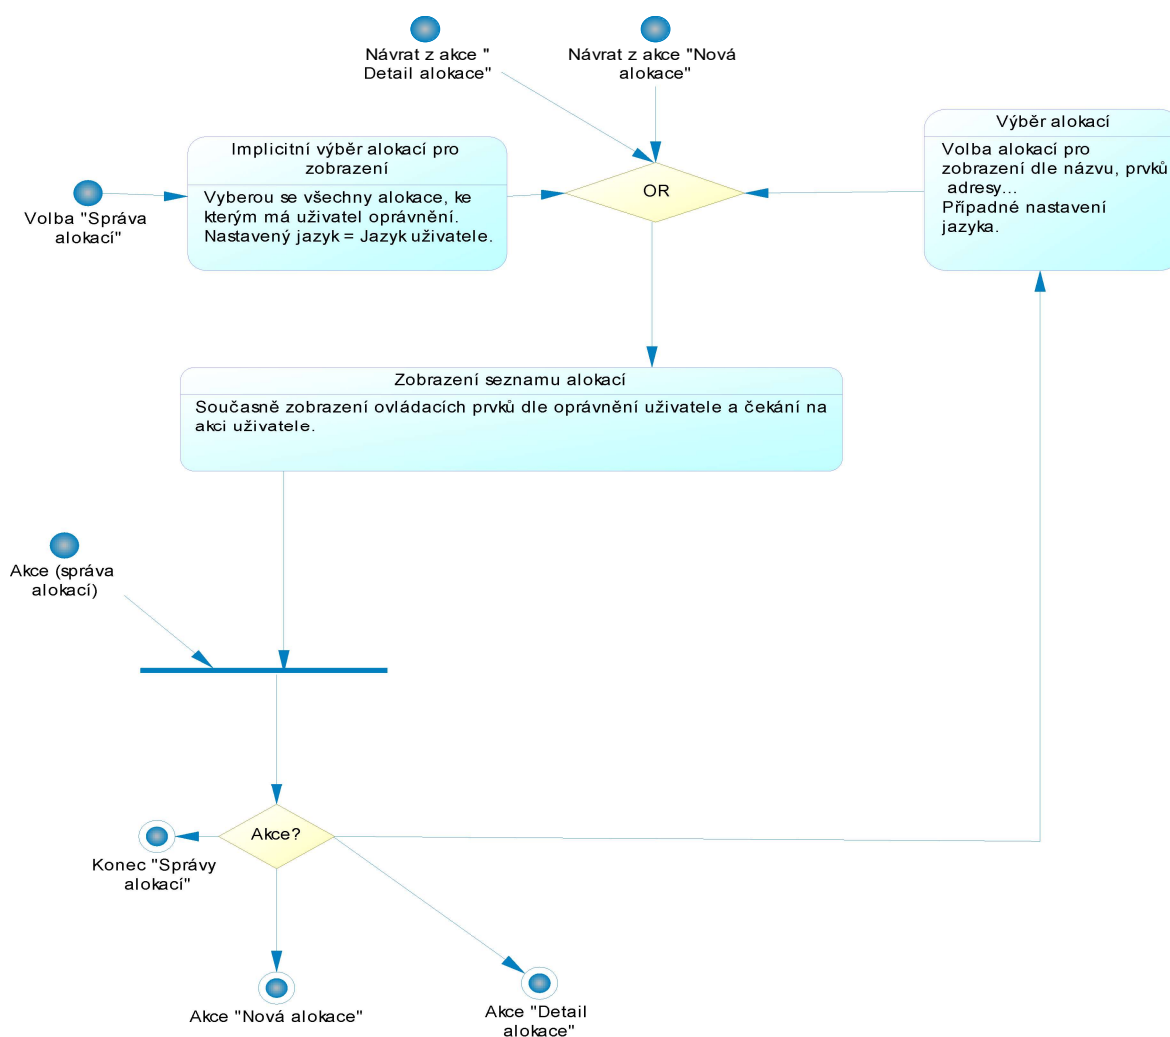 Návrat z akce "
Detail alokace"
Návrat z akce "Nová
alokace"
Implicitní výběr alokací pro
zobrazení
Vyberou se všechny alokace, ke
kterým má uživatel oprávnění.
Nastavený jazyk = Jazyk uživatele.
Volba "Správa
alokací"
OR
Výběr alokací
Volba alokací pro
zobrazení dle názvu, prvků
adresy...
Případné nastavení
jazyka.
Zobrazení seznamu alokací
Současně zobrazení ovládacích prvků dle oprávnění uživatele a čekání na
akci uživatele.
Akce (správa
alokací)
Akce?
Konec "Správy
alokací"
Akce "Nová alokace"
Akce "Detail
alokace"